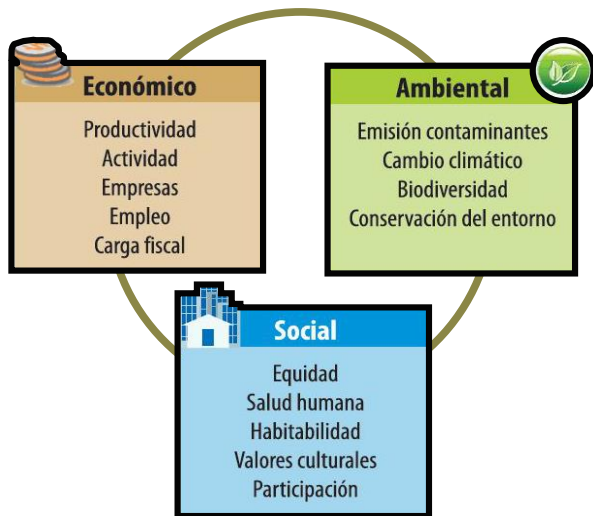 Económico
Productividad
Actividad
Empresas
Empleo
Carga fiscal
Ambiental
Emisión contaminantes
Cambio climático
Biodiversidad
Conservación del entorno
Social
Equidad
Salud humana
Habitabilidad
Valores culturales
Participación